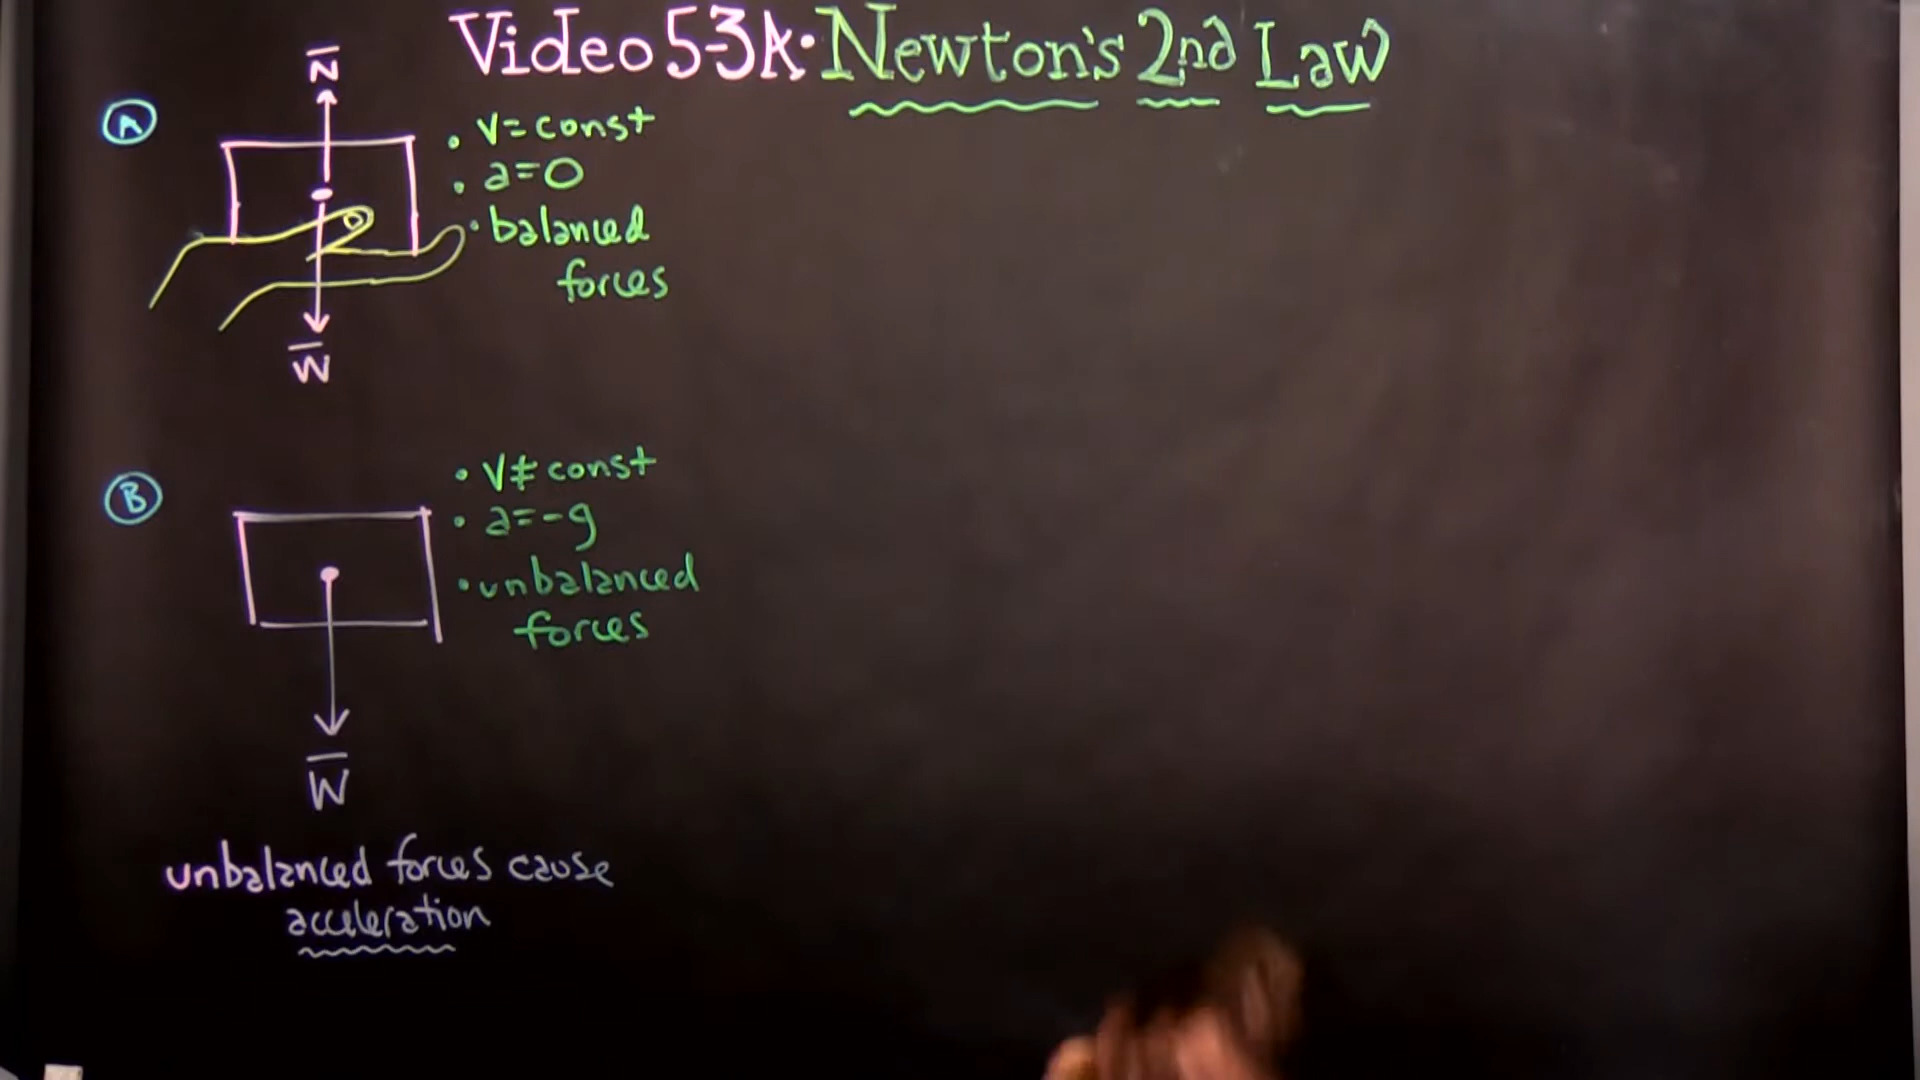 Video 5-3A • Newton's 2nd Law
A
N̅
• v = const
• a = 0
• balanced
forces
W̅
B
• v ≠ const
• a = -g
• unbalanced
forces
W̅
unbalanced forces cause
acceleration